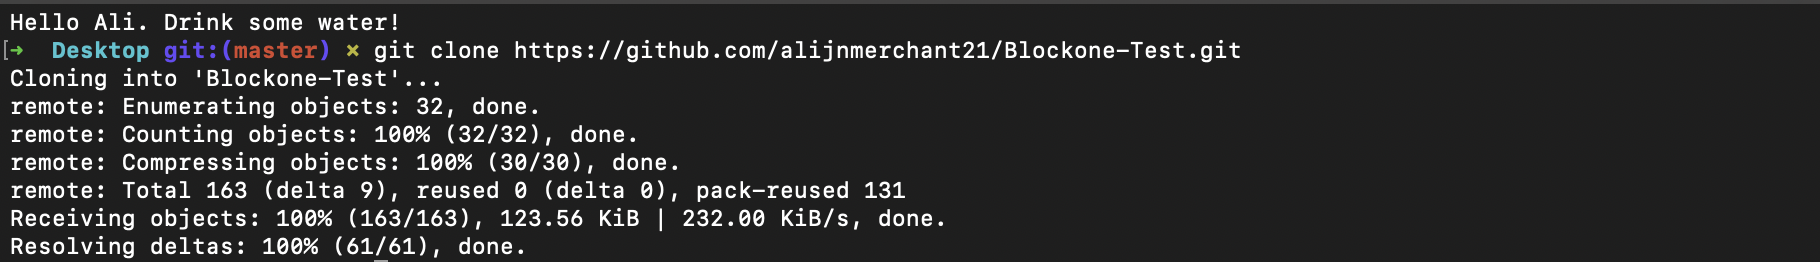 Hello Ali. Drink some water!
[➜  Desktop git:(master) ✗ git clone https://github.com/alijnmerchant21/Blockone-Test.git
Cloning into 'Blockone-Test'...
remote: Enumerating objects: 32, done.
remote: Counting objects: 100% (32/32), done.
remote: Compressing objects: 100% (30/30), done.
remote: Total 163 (delta 9), reused 0 (delta 0), pack-reused 131
Receiving objects: 100% (163/163), 123.56 KiB | 232.00 KiB/s, done.
Resolving deltas: 100% (61/61), done.